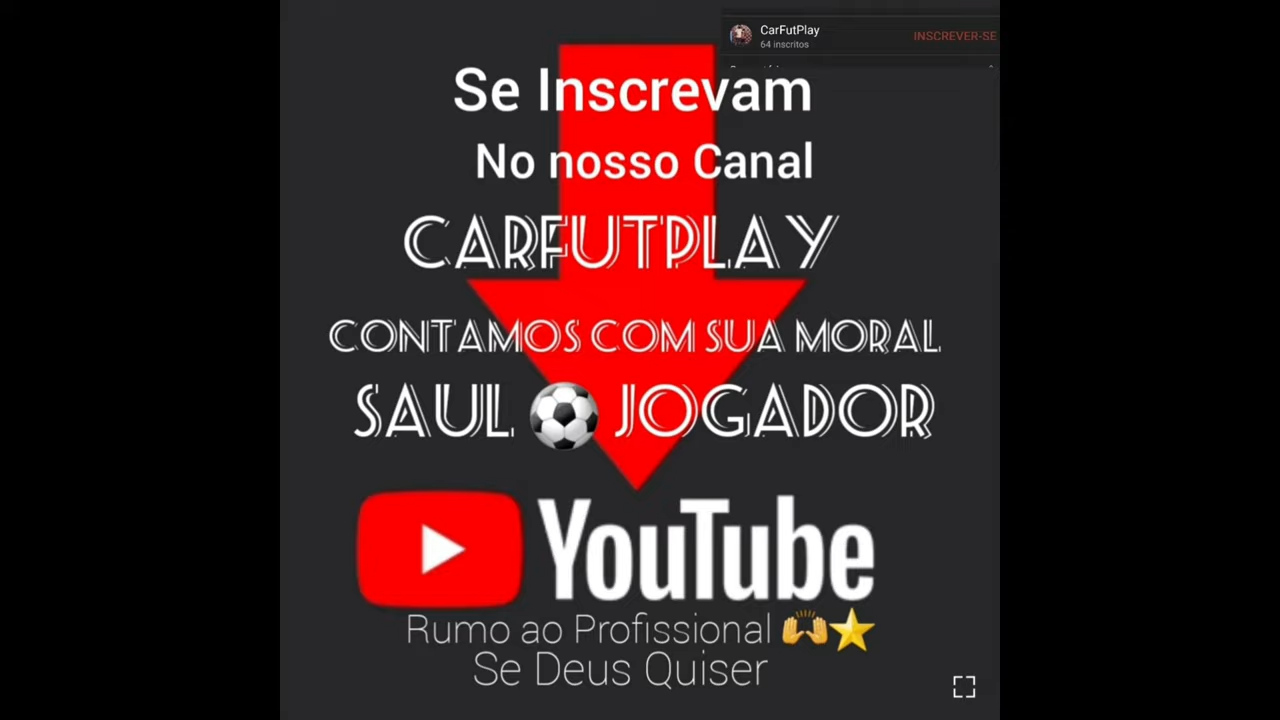 CarFutPlay
INSCREVER-SE
64 inscritos
Se Inscrevam
No nosso Canal
CARFUTPLAY
CONTAMOS COM SUA MORAL
SAUL ⚽ JOGADOR
YouTube
Rumo ao Profissional 🙌⭐
Se Deus Quiser